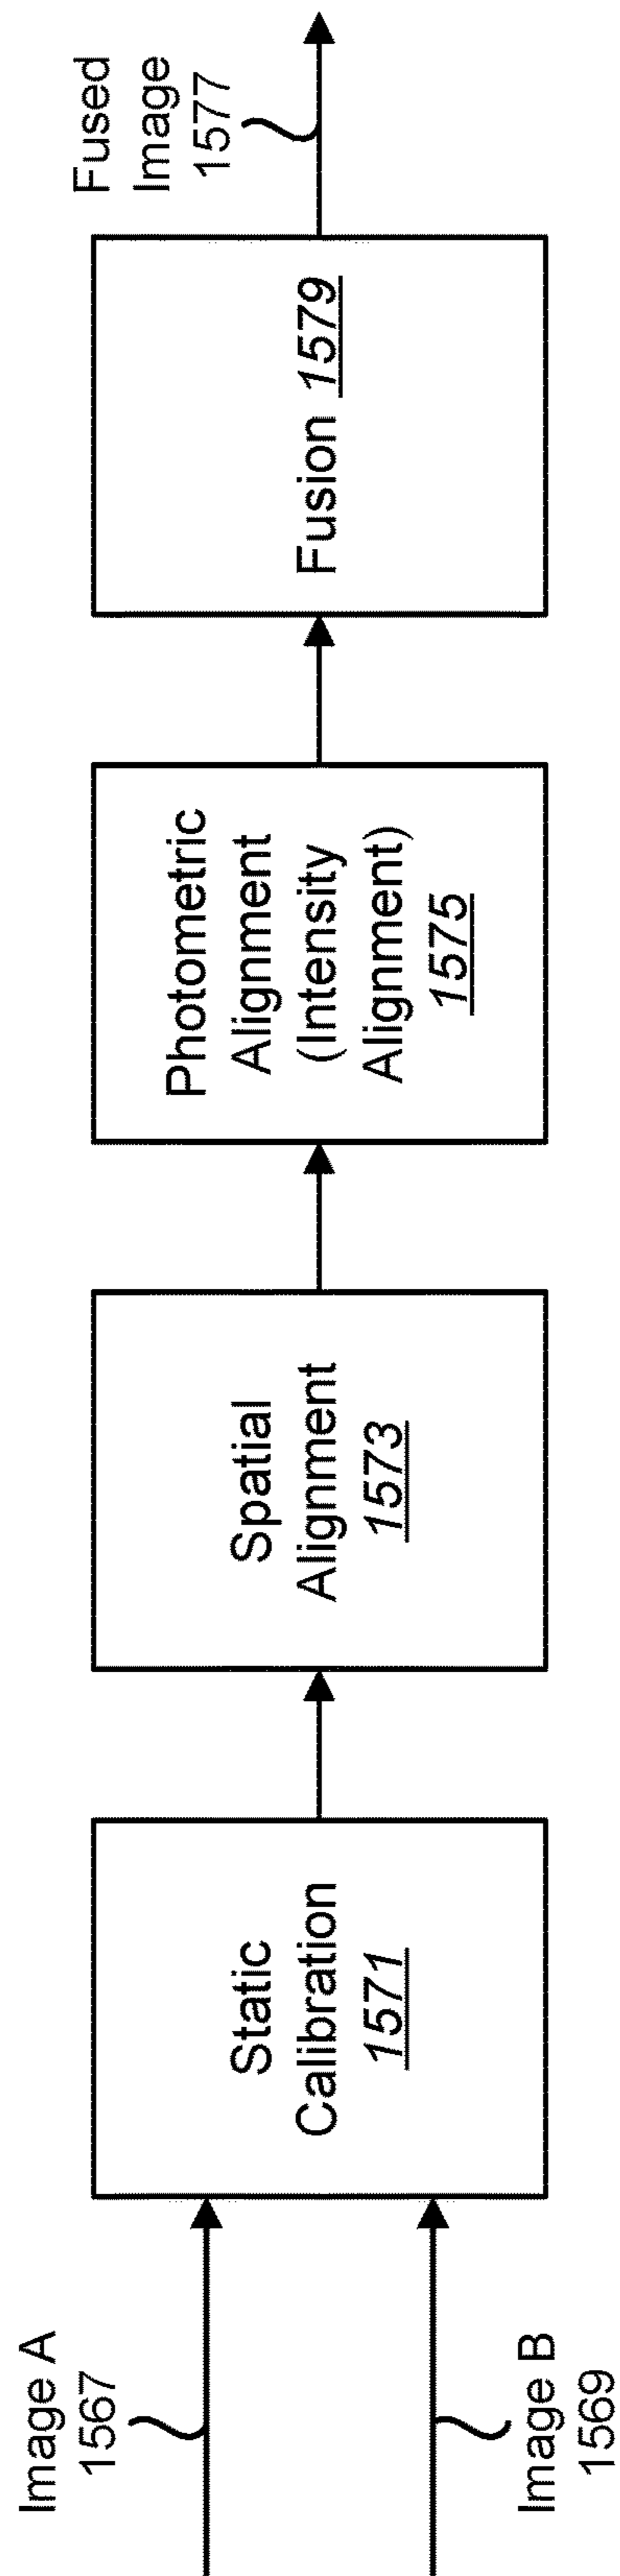 Image A
1567
Image B
1569
Static
Calibration
1571
Spatial
Alignment
1573
Photometric
Alignment
(Intensity
Alignment)
1575
Fusion 1579
Fused
Image
1577